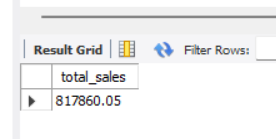 Result Grid Filter Rows:
total_sales
817860.05